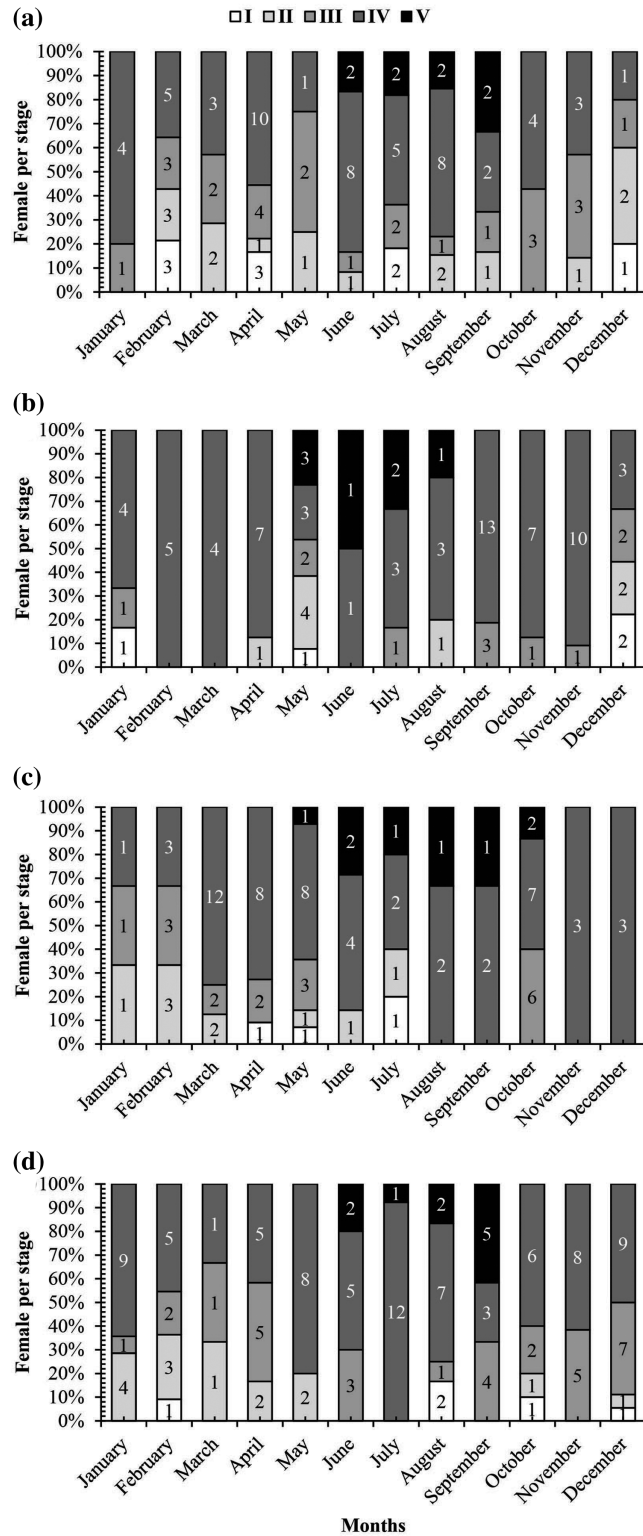 (a)
I II III IV V
Female per stage
100%
90%
80%
70%
60%
50%
40%
30%
20%
10%
0%
4 1
5 3 3 3
3 2 2
10 4 1 3
1 2 1
2 8 1 1
2 5 2 2
2 8 1 2
2 2 1 1
4 3
3 3 1
1 1 2 1
January February March April May June July August September October November December
(b)
Female per stage
100%
90%
80%
70%
60%
50%
40%
30%
20%
10%
0%
4 1 1
5
4
7 1
3 3 2 4 1
1 1
2 3 1
1 3 1
13 3
7 1
10 1
3 2 2 2
January February March April May June July August September October November December
(c)
Female per stage
100%
90%
80%
70%
60%
50%
40%
30%
20%
10%
0%
1 1 1
3 3 3
12 2 2
8 2 1
1 8 3 1 1
2 4 1
1 2 1 1
1 2
1 2
2 7 6
3
3
January February March April May June July August September October November December
(d)
Female per stage
100%
90%
80%
70%
60%
50%
40%
30%
20%
10%
0%
9 1 4
5 2 3 1
1 1 1
5 5 2
8 2
2 5 3
1 12
2 7 1 2
5 3 4
6 2 1 1
8 5
9 7 1 1
January February March April May June July August September October November December
Months